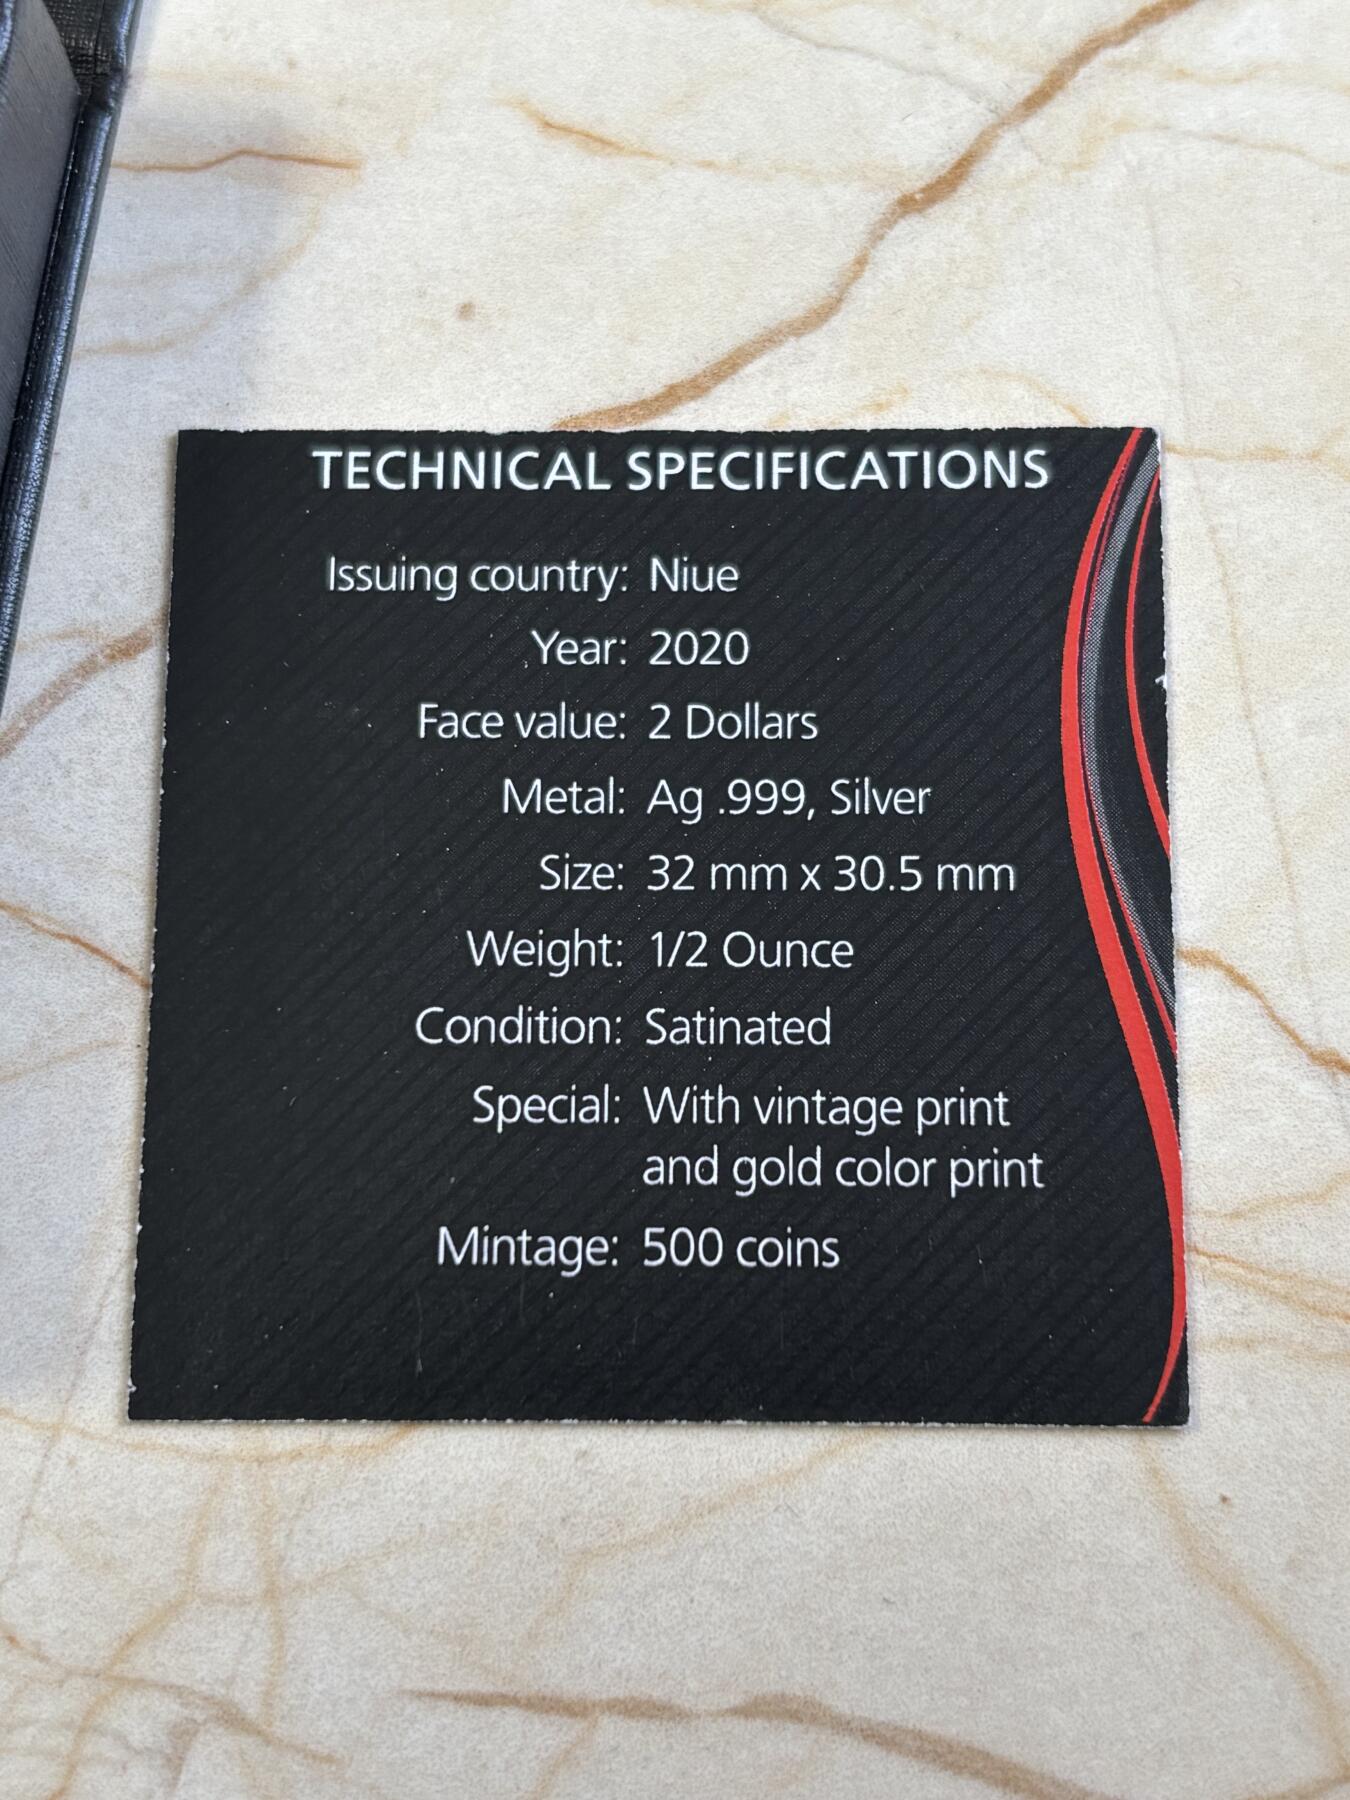 TECHNICAL SPECIFICATIONS
Issuing country: Niue
Year: 2020
Face value: 2 Dollars
Metal: Ag .999, Silver
Size: 32 mm x 30.5 mm
Weight: 1/2 Ounce
Condition: Satinated
Special: With vintage print
and gold color print
Mintage: 500 coins